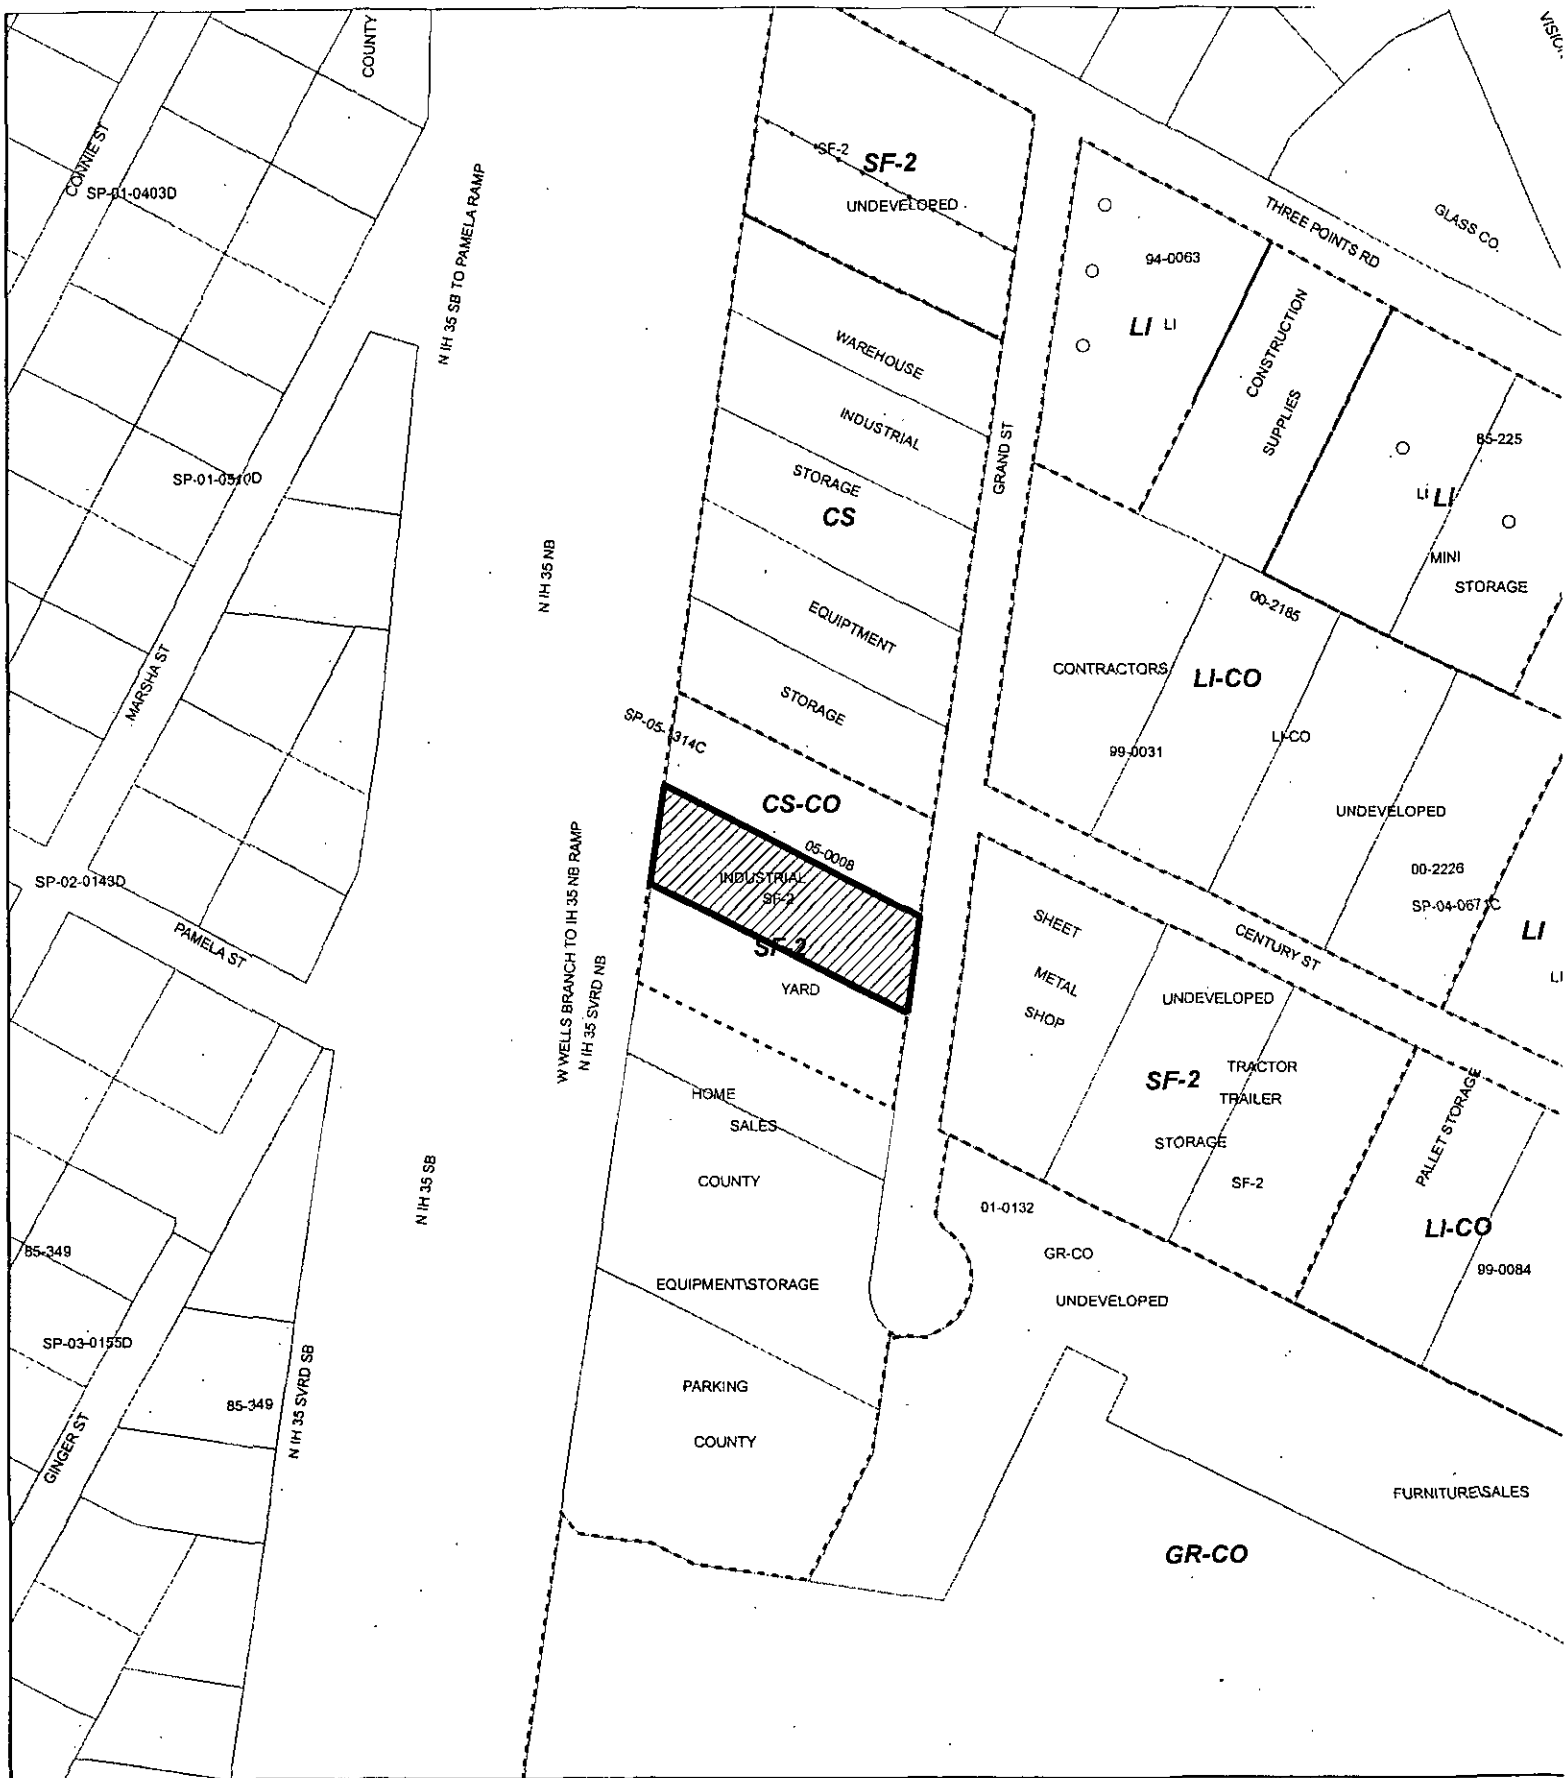 COUNTY
CONNIE ST
SP-01-0403D
N IH 35 SB TO PAMELA RAMP
SF-2
SF-2
UNDEVELOPED
94-0063
LI
LI
THREE POINTS RD
GLASS CO.
CONSTRUCTION
SUPPLIES
WAREHOUSE
INDUSTRIAL
STORAGE
CS
GRAND ST
85-225
LI
LI
MINI
STORAGE
SP-01-0510D
N IH 35 NB
EQUIPTMENT
STORAGE
00-2185
CONTRACTORS
LI-CO
99-0031
LI-CO
UNDEVELOPED
MARSHA ST
CS-CO
05-0008
INDUSTRIAL
SF-2
SF-2
YARD
00-2226
SP-04-0671C
LI
LI
SP-02-0143D
PAMELA ST
W WELLS BRANCH TO IH 35 NB RAMP
N IH 35 SVRD NB
SHEET
METAL
SHOP
CENTURY ST
UNDEVELOPED
SF-2
TRACTOR
TRAILER
STORAGE
SF-2
PALLET STORAGE
HOME
SALES
COUNTY
N IH 35 SB
01-0132
GR-CO
UNDEVELOPED
LI-CO
99-0084
85-349
EQUIPMENT\STORAGE
SP-03-0155D
85-349
N IH 35 SVRD SB
GINGER ST
PARKING
COUNTY
FURNITURE\SALES
GR-CO